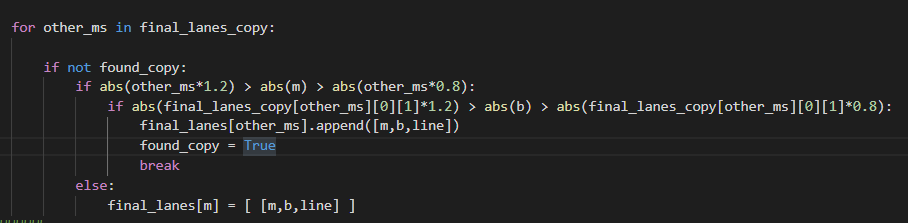 for other_ms in final_lanes_copy:
if not found_copy:
if abs(other_ms*1.2) > abs(m) > abs(other_ms*0.8):
if abs(final_lanes_copy[other_ms][0][1]*1.2) > abs(b) > abs(final_lanes_copy[other_ms][0][1]*0.8):
final_lanes[other_ms].append([m,b,line])
found_copy = True
break
else:
final_lanes[m] = [ [m,b,line] ]